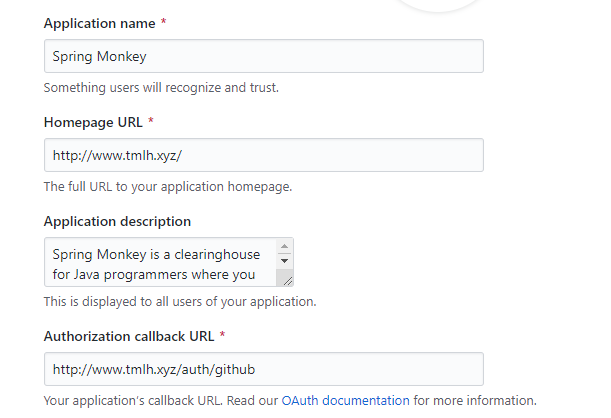 Application name *
Spring Monkey
Something users will recognize and trust.
Homepage URL *
http://www.tmlh.xyz/
The full URL to your application homepage.
Application description
Spring Monkey is a clearinghouse
for Java programmers where you
This is displayed to all users of your application.
Authorization callback URL *
http://www.tmlh.xyz/auth/github
Your application's callback URL. Read our OAuth documentation for more information.